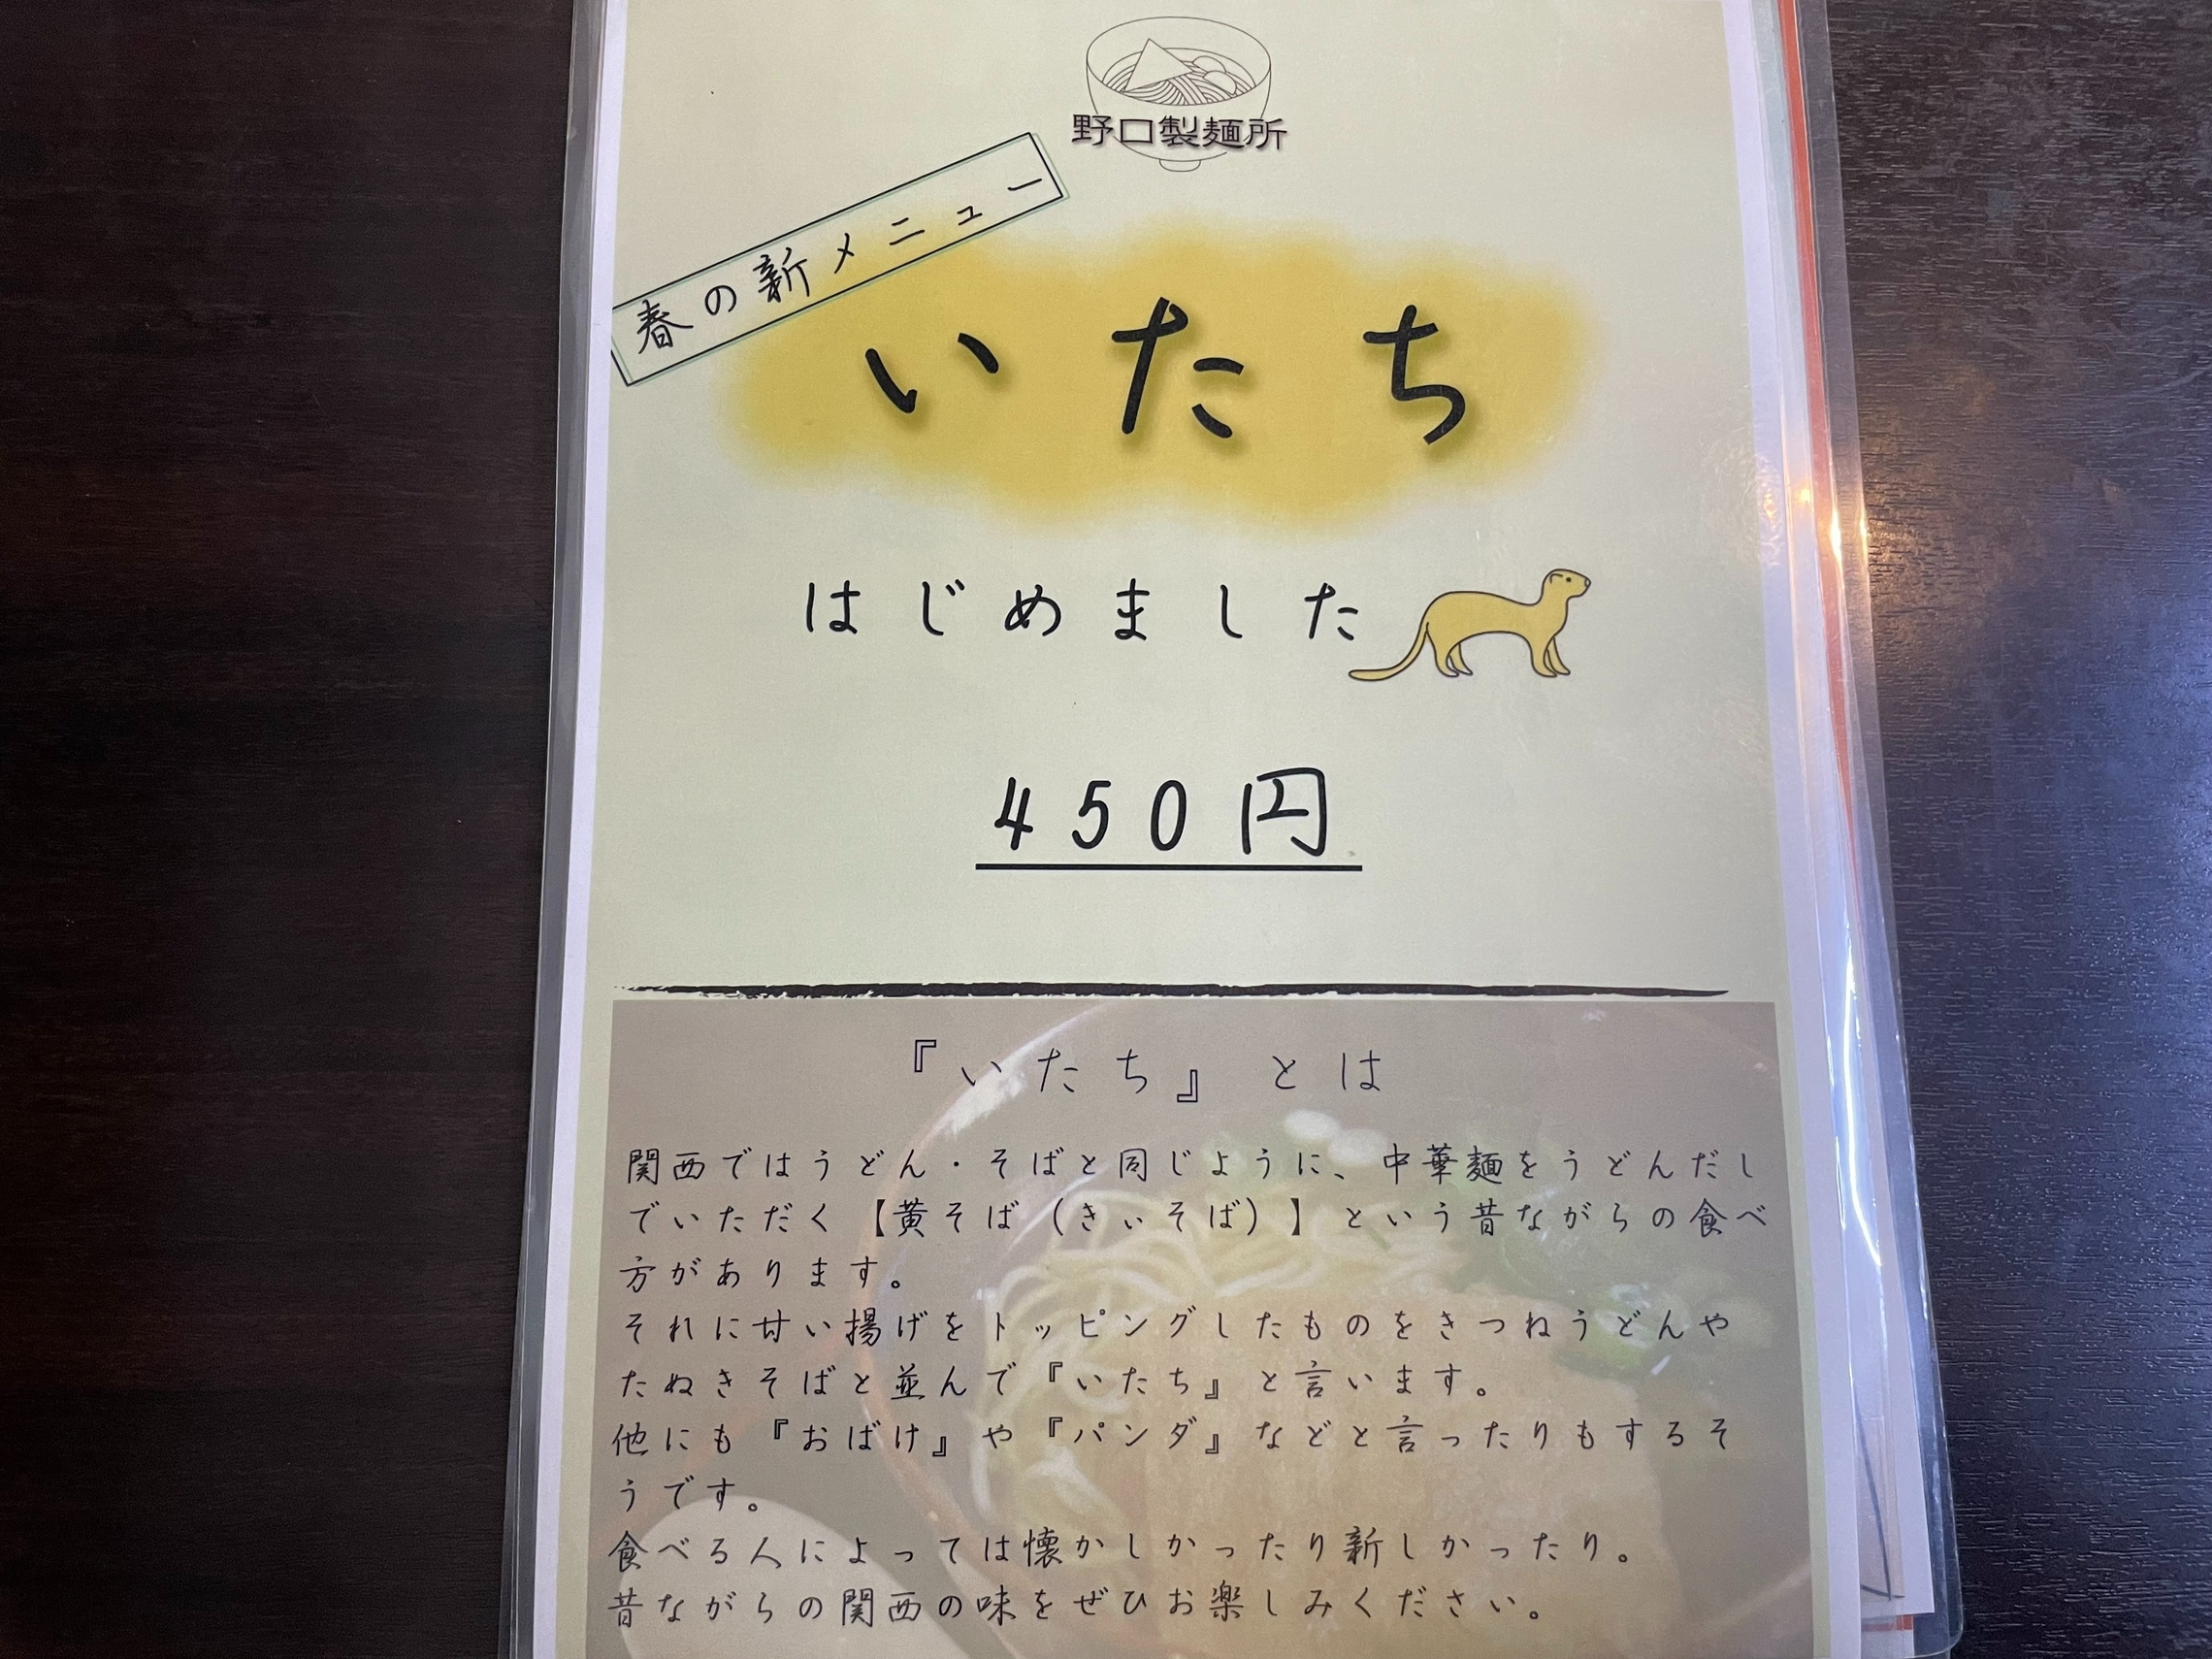 野口製麺所
春の新メニュー
いたち
はじめました
450円
『いたち』とは
関西ではうどん・そばと同じように、中華麺をうどんだし
でいただく【黄そば（きぃそば）】という昔ながらの食べ
方があります。
それに甘い揚げをトッピングしたものをきつねうどんや
たぬきそばと並んで『いたち』と言います。
他にも『おばけ』や『パンダ』などと言ったりもするそ
うです。
食べる人によっては懐かしかったり新しかったり。
昔ながらの関西の味をぜひお楽しみください。